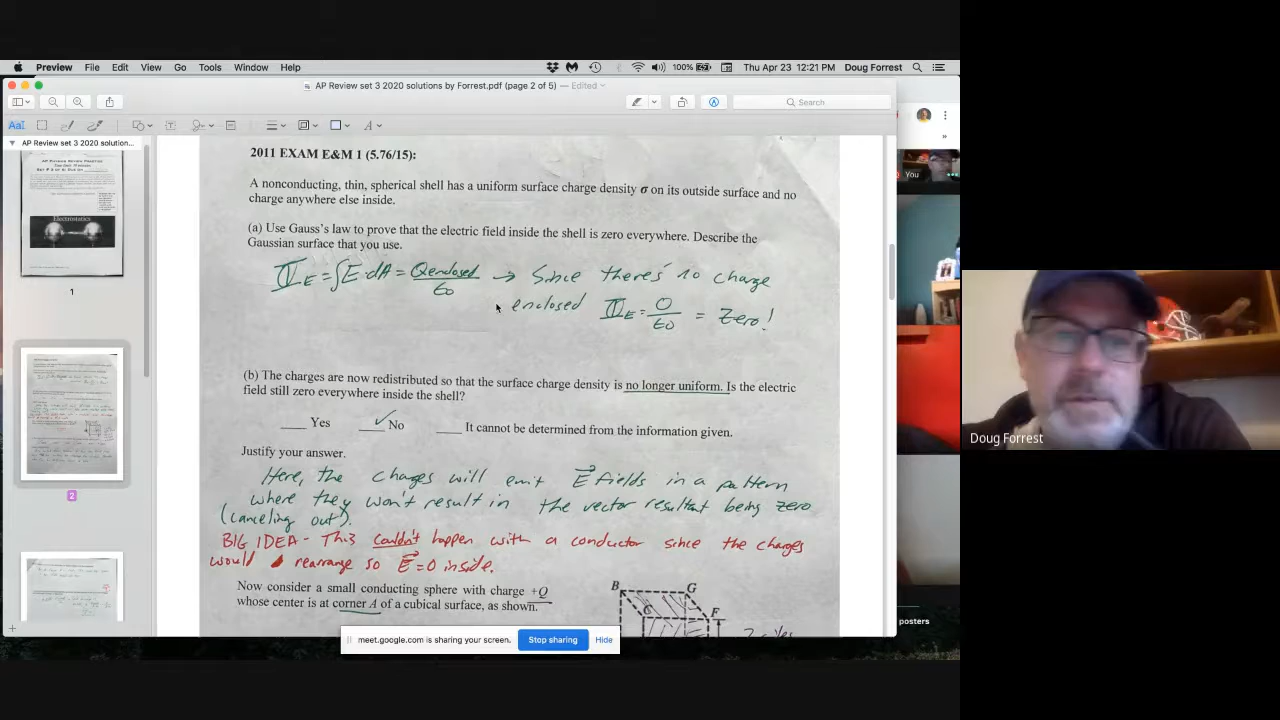 Preview File Edit View Go Tools Window Help 100% Thu Apr 23 12:21 PM Doug Forrest
AP Review set 3 2020 solutions by Forrest.pdf (page 2 of 5) — Edited
Search
AP Review set 3 2020 solution...
Electrostatics
1
2
2011 EXAM E&M 1 (5.76/15):
A nonconducting, thin, spherical shell has a uniform surface charge density σ on its outside surface and no
charge anywhere else inside.
(a) Use Gauss's law to prove that the electric field inside the shell is zero everywhere. Describe the
Gaussian surface that you use.
Φ_E = ∫E·dA = Qenclosed/ε0 → Since there's no charge
enclosed Φ_E = 0/ε0 = Zero!
(b) The charges are now redistributed so that the surface charge density is no longer uniform. Is the electric
field still zero everywhere inside the shell?
____ Yes ____ No ____ It cannot be determined from the information given.
Justify your answer.
Here, the charges will emit E fields in a pattern
where they won't result in the vector resultant being zero
(canceling out).
BIG IDEA - This couldn't happen with a conductor since the charges
would rearrange so E=0 inside.
Now consider a small conducting sphere with charge +Q
whose center is at corner A of a cubical surface, as shown.
B G
C F
meet.google.com is sharing your screen. Stop sharing Hide
You
posters
Doug Forrest